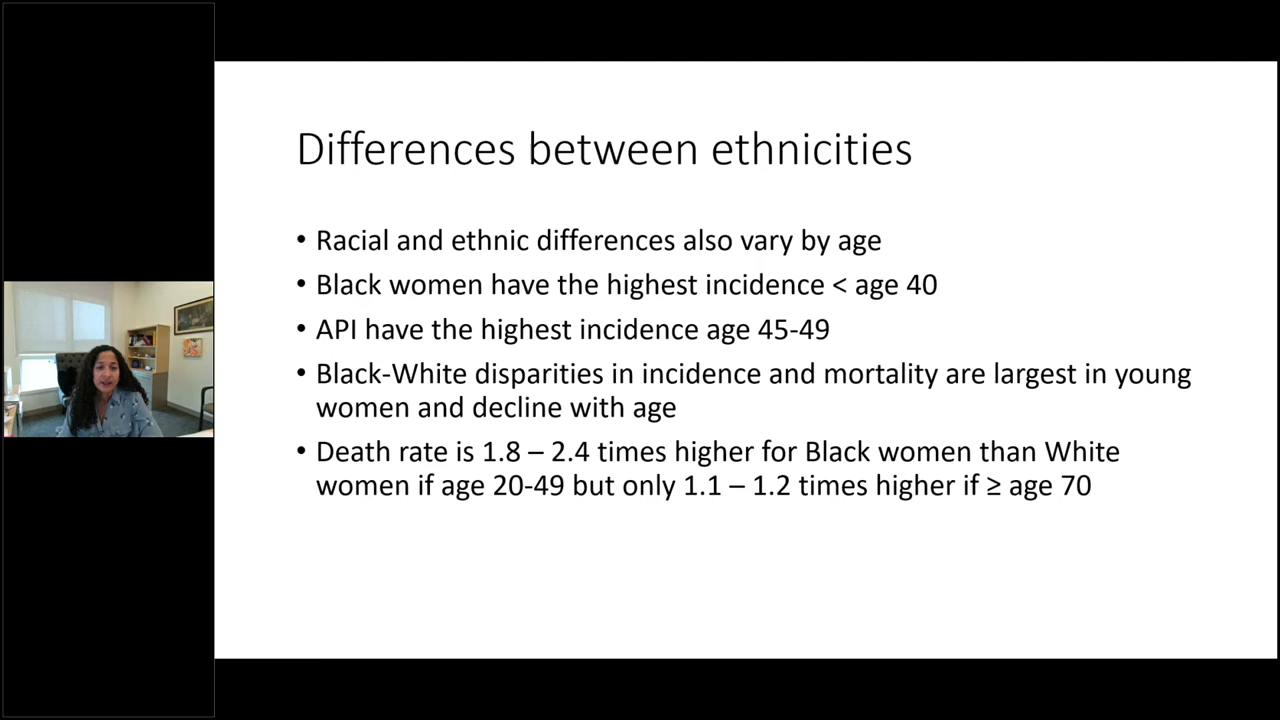 Differences between ethnicities
• Racial and ethnic differences also vary by age
• Black women have the highest incidence < age 40
• API have the highest incidence age 45-49
• Black-White disparities in incidence and mortality are largest in young
women and decline with age
• Death rate is 1.8 – 2.4 times higher for Black women than White
women if age 20-49 but only 1.1 – 1.2 times higher if ≥ age 70